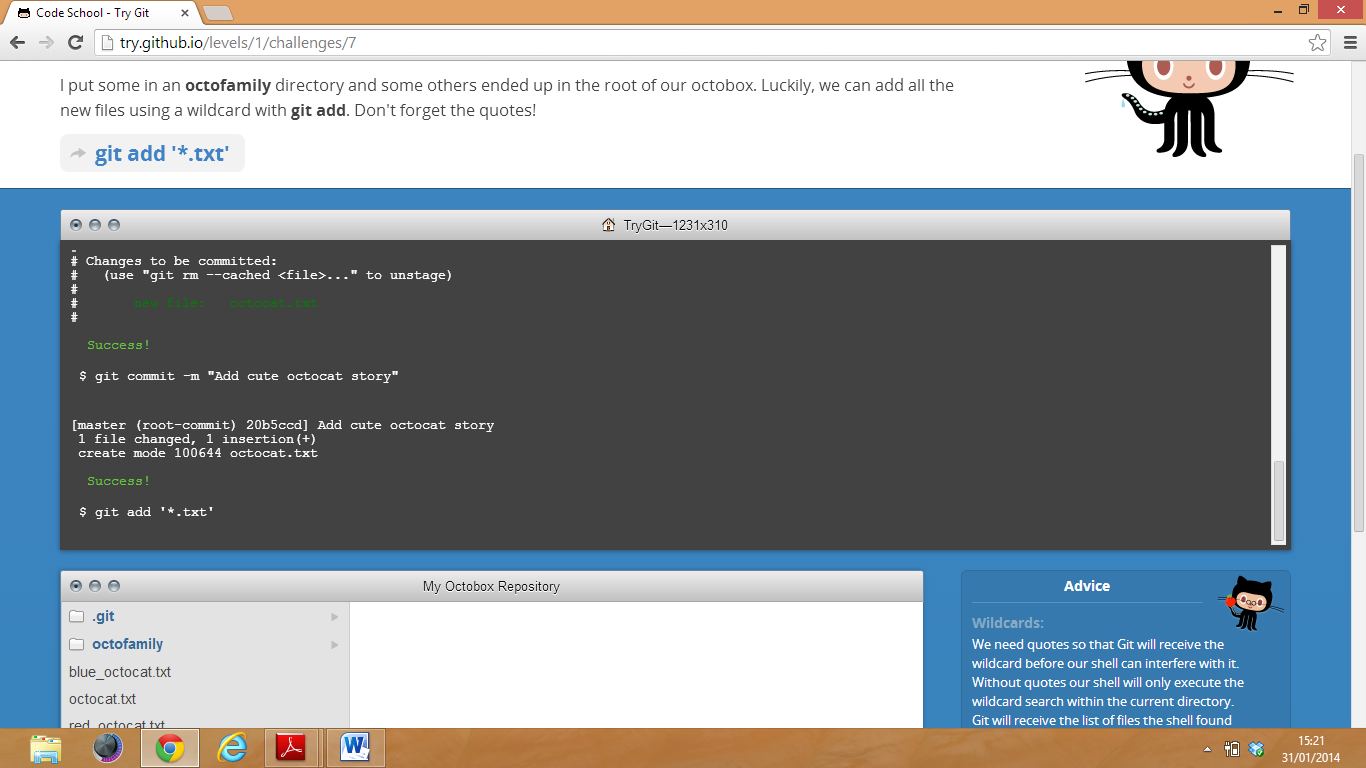 Code School - Try Git
try.github.io/levels/1/challenges/7
I put some in an octofamily directory and some others ended up in the root of our octobox. Luckily, we can add all the
new files using a wildcard with git add. Don't forget the quotes!
git add '*.txt'
TryGit—1231x310
# Changes to be committed:
#   (use "git rm --cached <file>..." to unstage)
#
#       new file:   octocat.txt
#
Success!
$ git commit -m "Add cute octocat story"
[master (root-commit) 20b5ccd] Add cute octocat story
1 file changed, 1 insertion(+)
create mode 100644 octocat.txt
Success!
$ git add '*.txt'
My Octobox Repository
.git
octofamily
blue_octocat.txt
octocat.txt
red_octocat.txt
Advice
Wildcards:
We need quotes so that Git will receive the
wildcard before our shell can interfere with it.
Without quotes our shell will only execute the
wildcard search within the current directory.
Git will receive the list of files the shell found
15:21
31/01/2014